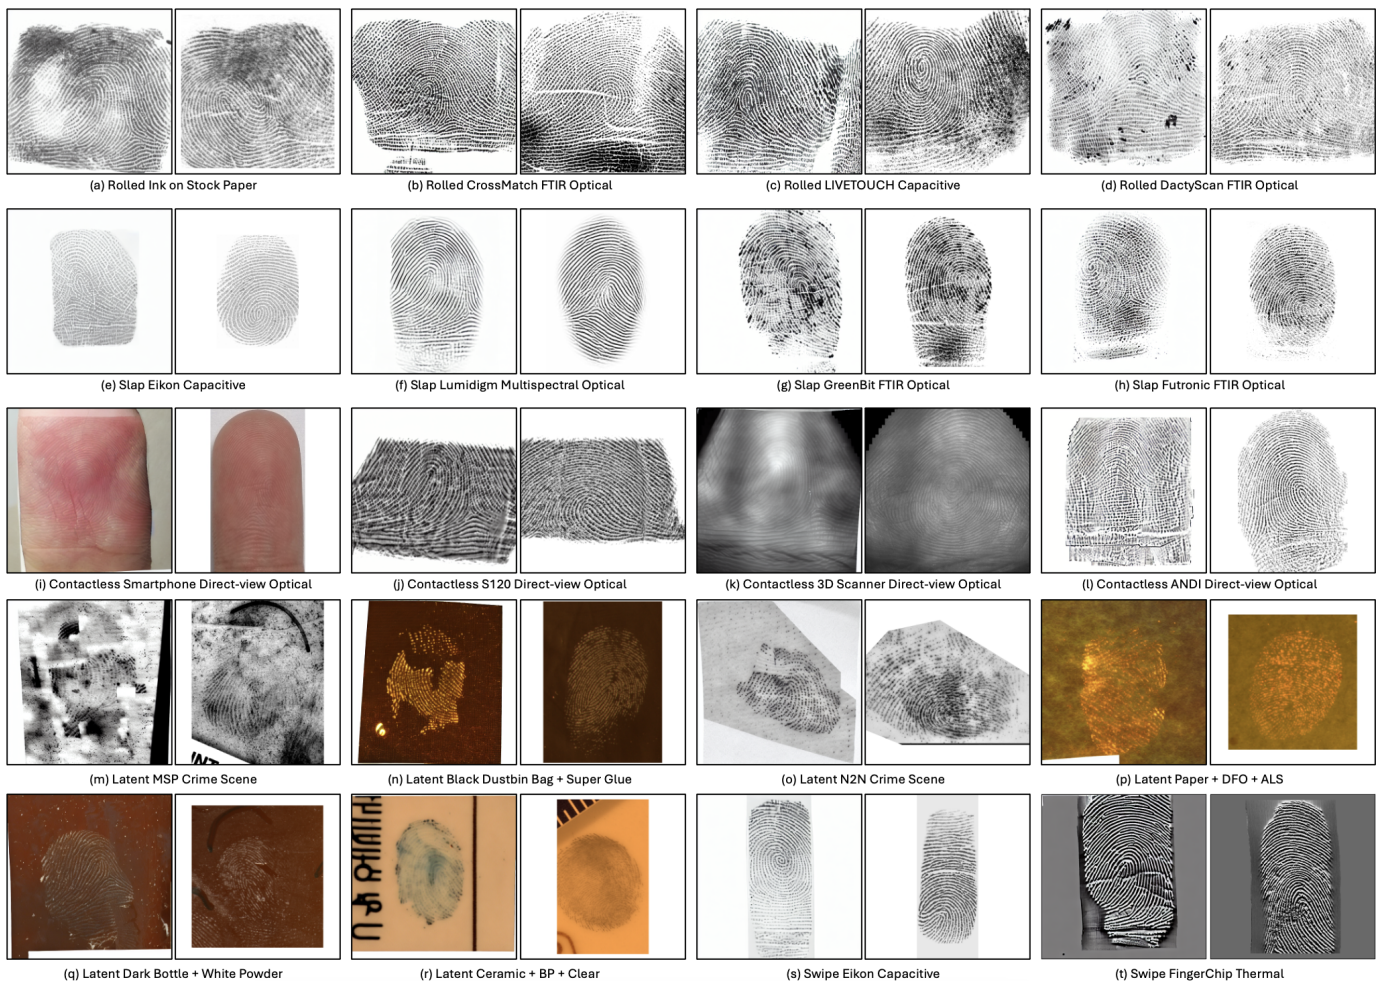 (a) Rolled Ink on Stock Paper
(b) Rolled CrossMatch FTIR Optical
(c) Rolled LIVETOUCH Capacitive
(d) Rolled DactyScan FTIR Optical
(e) Slap Eikon Capacitive
(f) Slap Lumidigm Multispectral Optical
(g) Slap GreenBit FTIR Optical
(h) Slap Futronic FTIR Optical
(i) Contactless Smartphone Direct-view Optical
(j) Contactless S120 Direct-view Optical
(k) Contactless 3D Scanner Direct-view Optical
(l) Contactless ANDI Direct-view Optical
(m) Latent MSP Crime Scene
(n) Latent Black Dustbin Bag + Super Glue
(o) Latent N2N Crime Scene
(p) Latent Paper + DFO + ALS
(q) Latent Dark Bottle + White Powder
(r) Latent Ceramic + BP + Clear
(s) Swipe Eikon Capacitive
(t) Swipe FingerChip Thermal